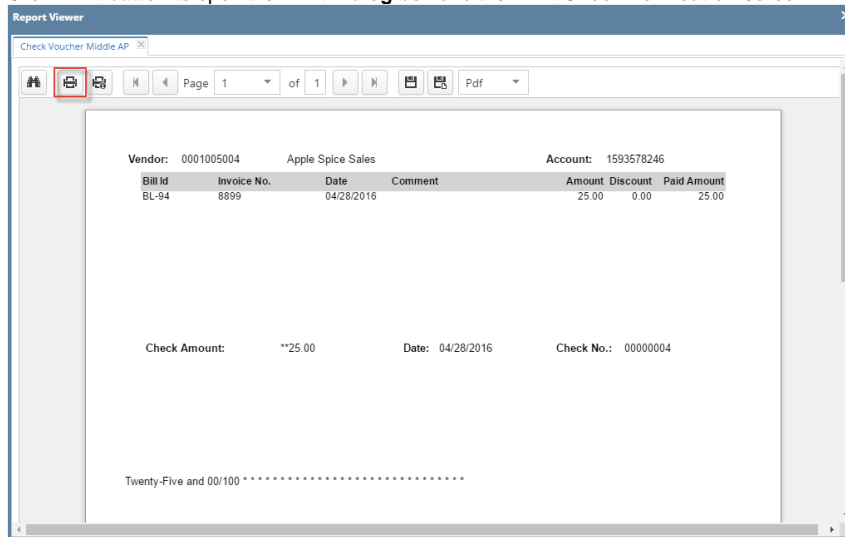 Report Viewer
Check Voucher Middle AP
Page 1 of 1 Pdf
Vendor: 0001005004 Apple Spice Sales Account: 1593578246
Bill Id Invoice No. Date Comment Amount Discount Paid Amount
BL-94 8899 04/28/2016 25.00 0.00 25.00
Check Amount: **25.00 Date: 04/28/2016 Check No.: 00000004
Twenty-Five and 00/100 * * * * * * * * * * * * * * * * * * * * * * * * * * * * * *